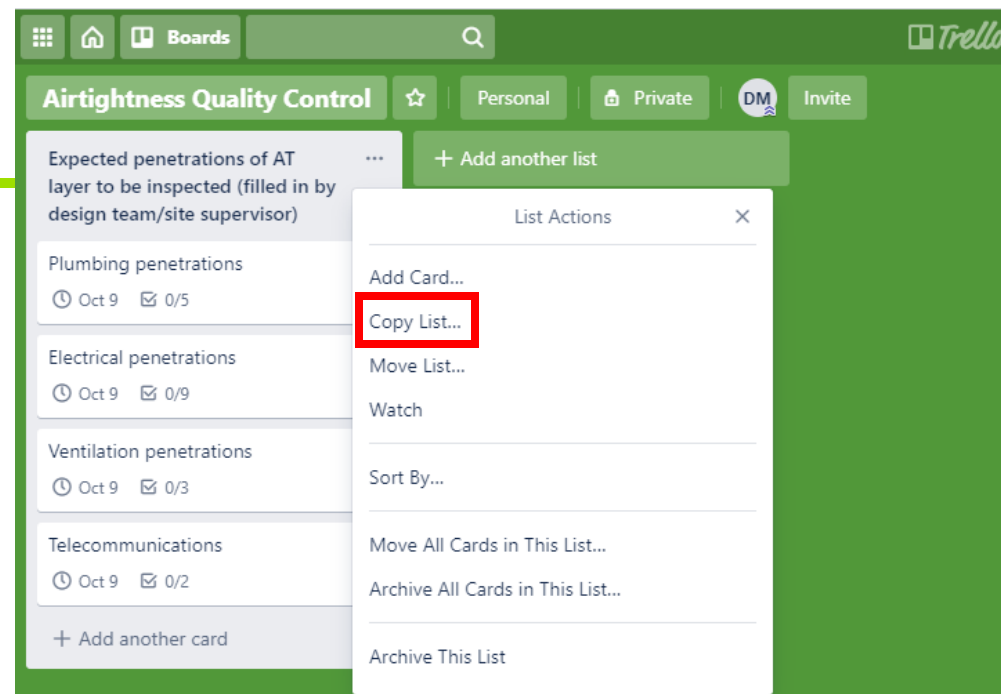 Boards
Trello
Airtightness Quality Control
Personal
Private
DM
Invite
Expected penetrations of AT
layer to be inspected (filled in by
design team/site supervisor)
...
+ Add another list
Plumbing penetrations
Oct 9 0/5
Electrical penetrations
Oct 9 0/9
Ventilation penetrations
Oct 9 0/3
Telecommunications
Oct 9 0/2
+ Add another card
List Actions
Add Card...
Copy List...
Move List...
Watch
Sort By...
Move All Cards in This List...
Archive All Cards in This List...
Archive This List